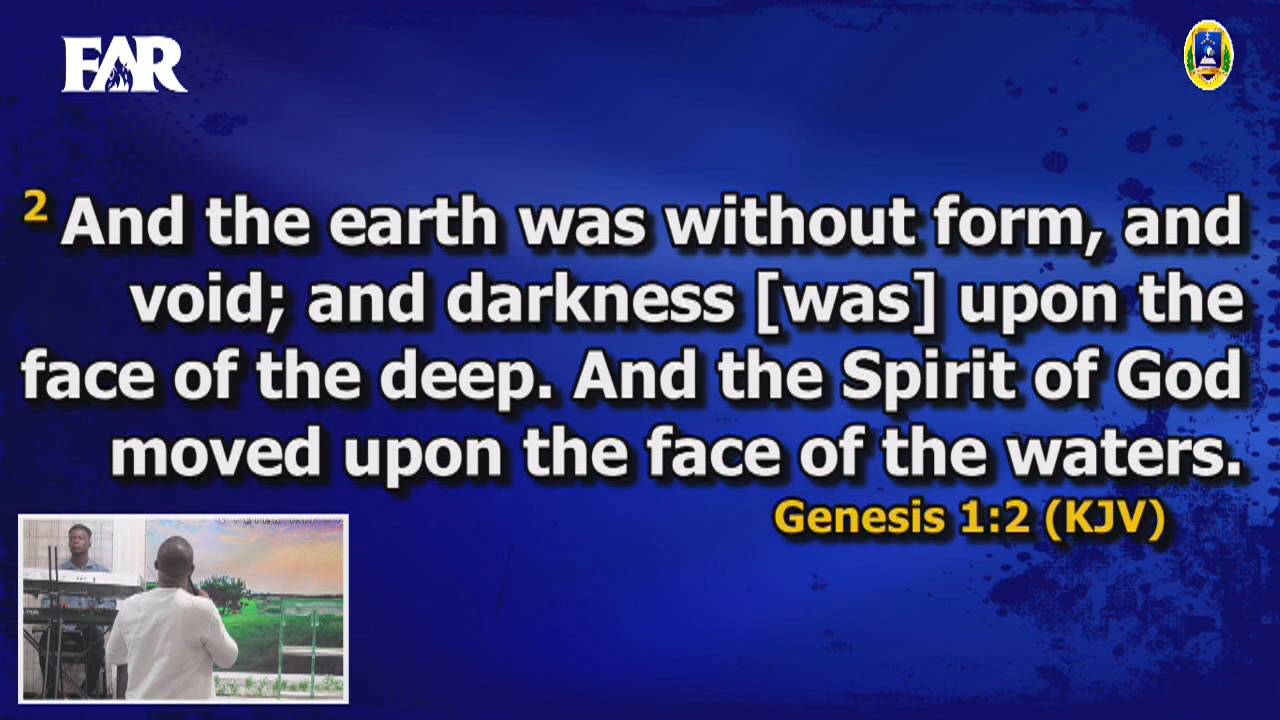 FAR
2 And the earth was without form, and
void; and darkness [was] upon the
face of the deep. And the Spirit of God
moved upon the face of the waters.
Genesis 1:2 (KJV)